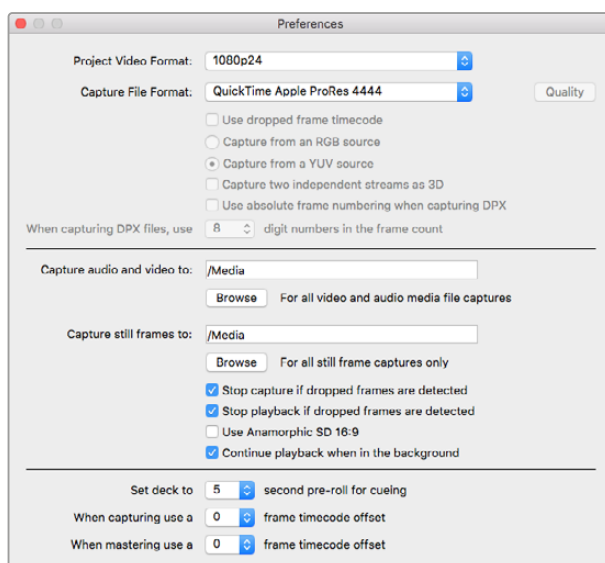 Preferences
Project Video Format: 1080p24
Capture File Format: QuickTime Apple ProRes 4444 Quality
Use dropped frame timecode
Capture from an RGB source
Capture from a YUV source
Capture two independent streams as 3D
Use absolute frame numbering when capturing DPX
When capturing DPX files, use 8 digit numbers in the frame count
Capture audio and video to: /Media
Browse For all video and audio media file captures
Capture still frames to: /Media
Browse For all still frame captures only
Stop capture if dropped frames are detected
Stop playback if dropped frames are detected
Use Anamorphic SD 16:9
Continue playback when in the background
Set deck to 5 second pre-roll for cueing
When capturing use a 0 frame timecode offset
When mastering use a 0 frame timecode offset